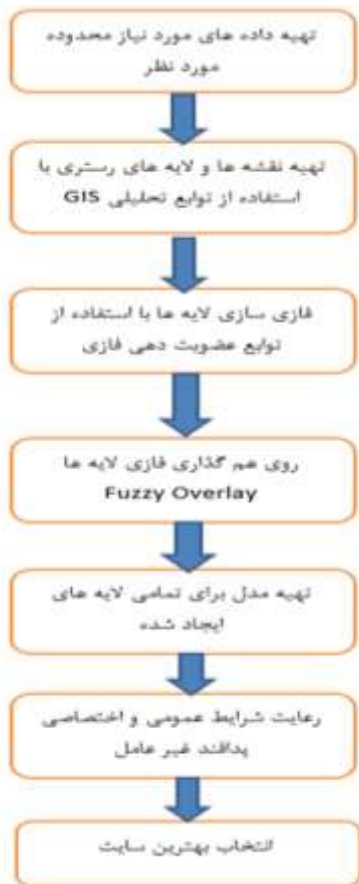 تهیه داده های مورد نیاز محدوده
مورد نظر
تهیه نقشه ها و لایه های رستری با
استفاده از توابع تحلیلی GIS
فازی سازی لایه ها با استفاده از
توابع عضویت دهی فازی
روی هم گذاری فازی لایه ها
Fuzzy Overlay
تهیه مدل برای تمامی لایه های
ایجاد شده
رعایت شرایط عمومی و اختصاصی
پدافند غیر عامل
انتخاب بهترین سایت